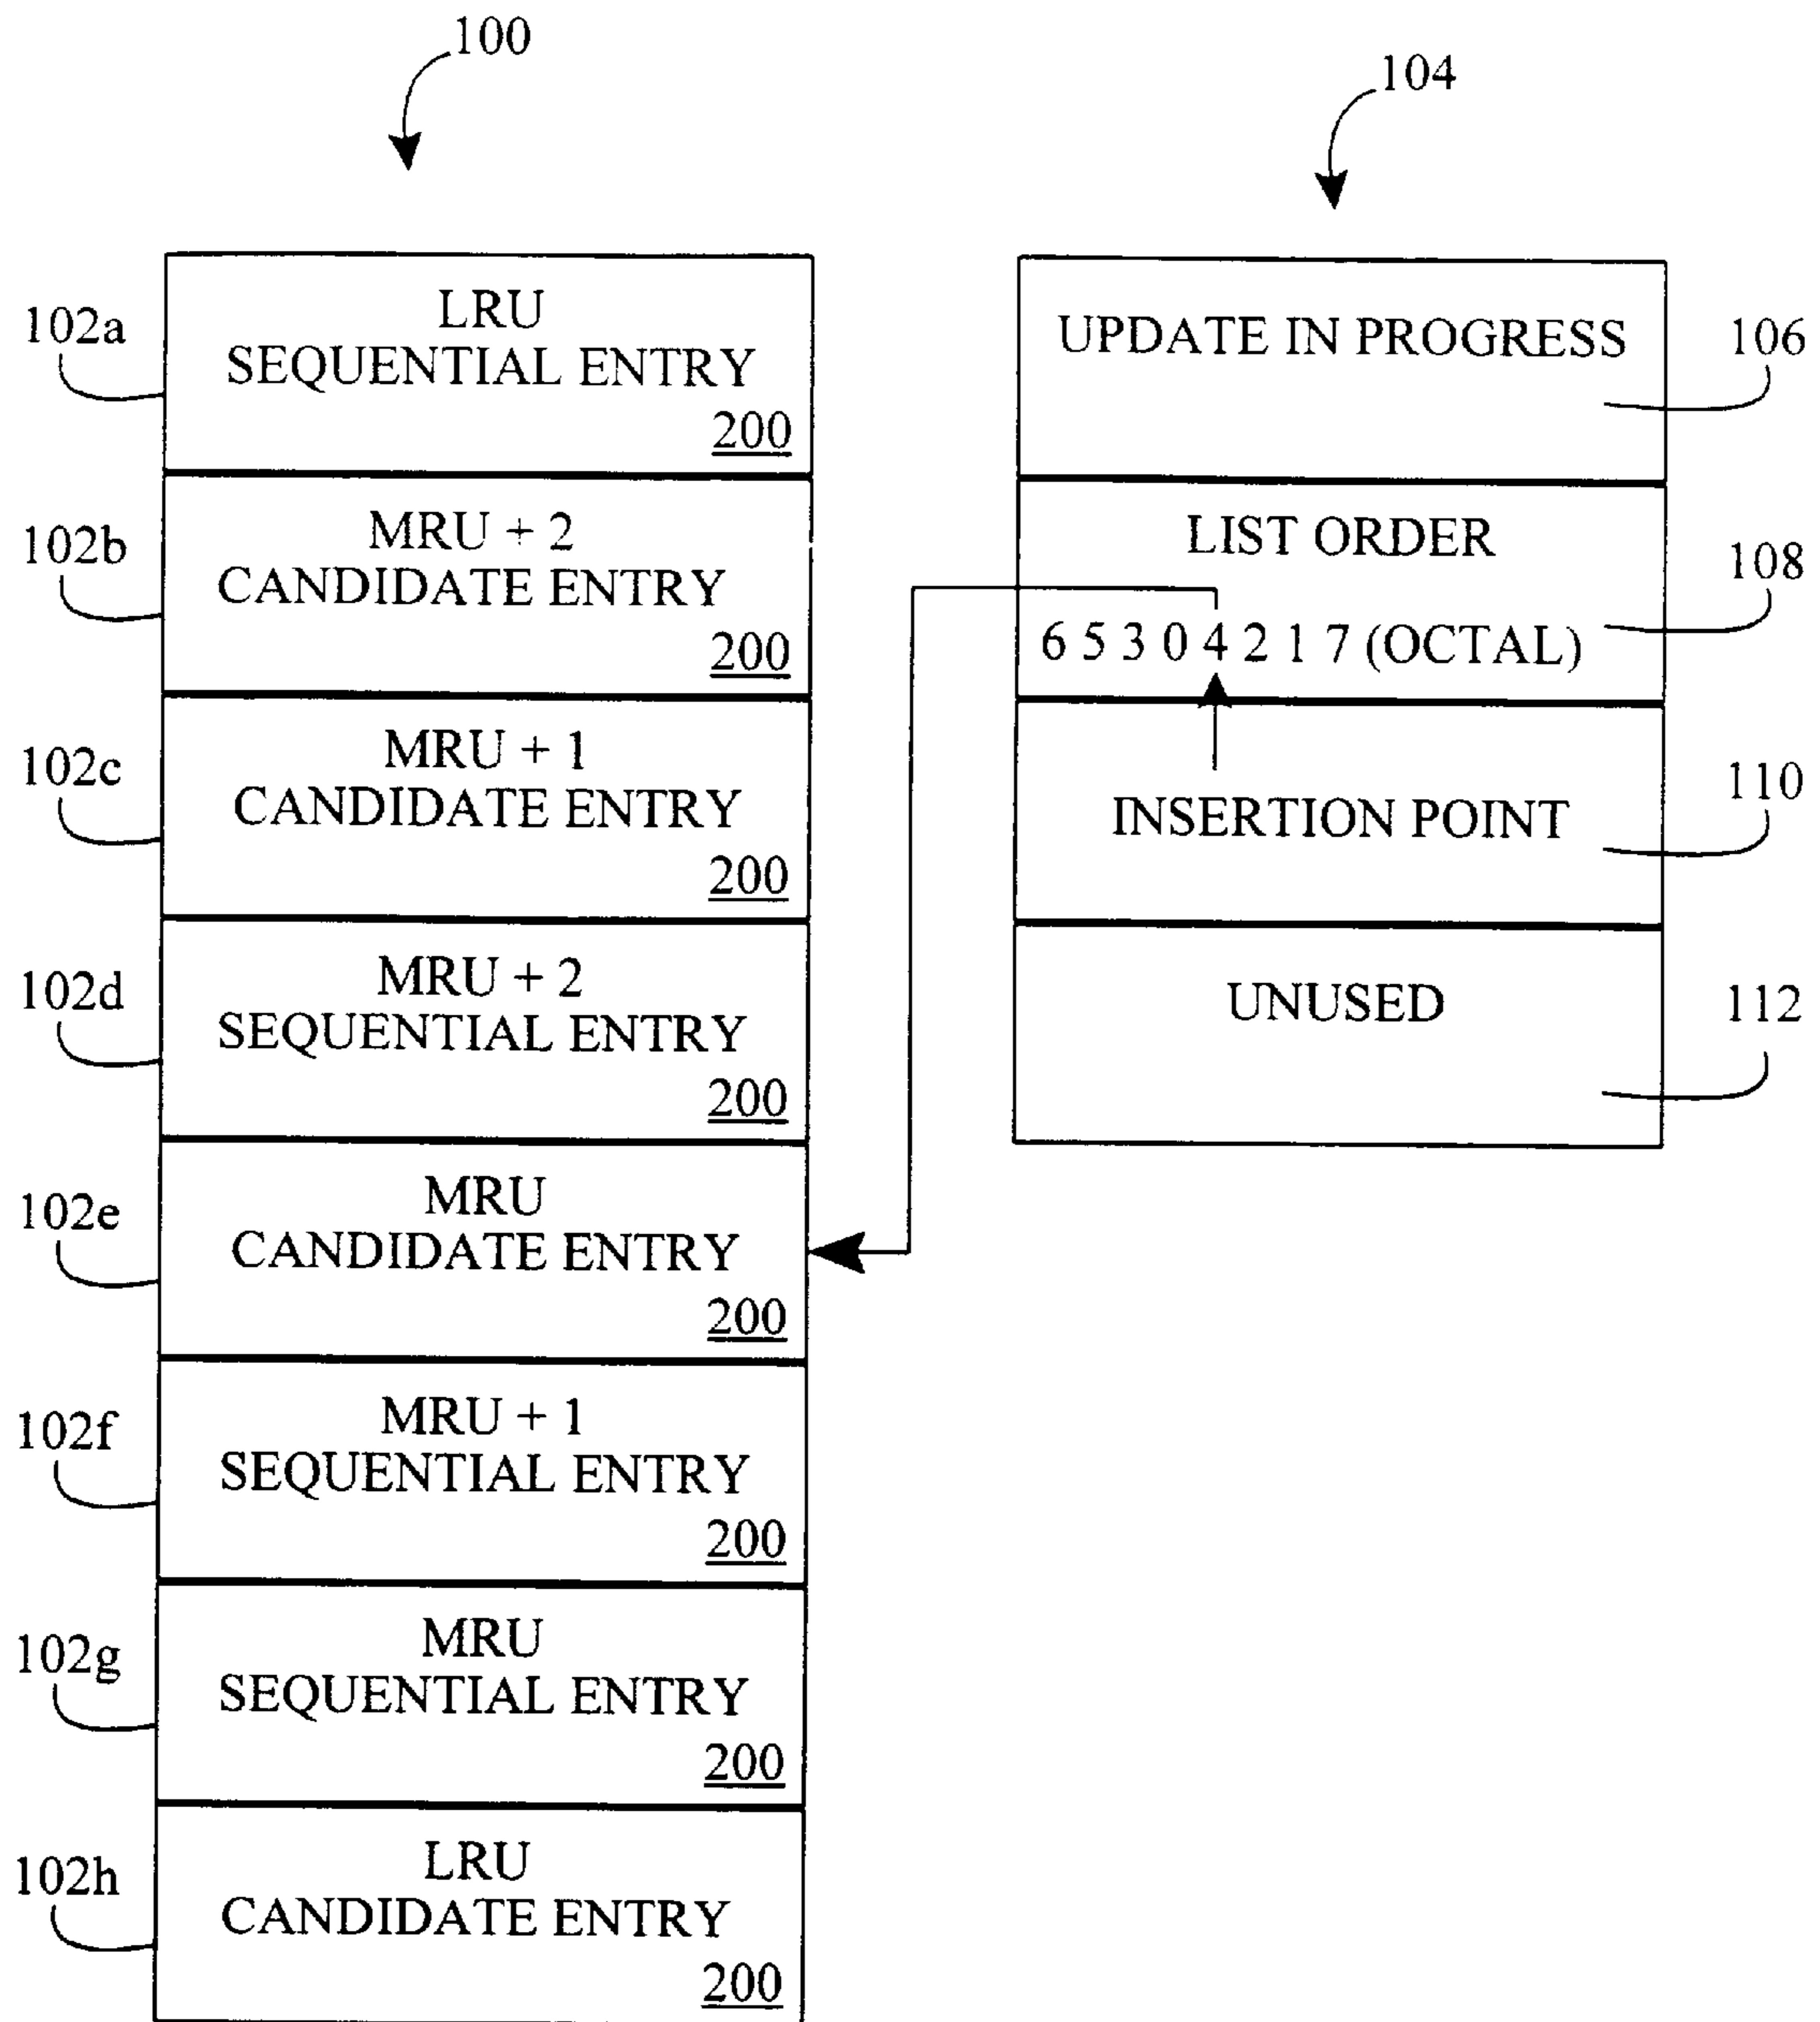 100
104
102a
LRU
SEQUENTIAL ENTRY
200
102b
MRU + 2
CANDIDATE ENTRY
200
102c
MRU + 1
CANDIDATE ENTRY
200
102d
MRU + 2
SEQUENTIAL ENTRY
200
102e
MRU
CANDIDATE ENTRY
200
102f
MRU + 1
SEQUENTIAL ENTRY
200
102g
MRU
SEQUENTIAL ENTRY
200
102h
LRU
CANDIDATE ENTRY
200
UPDATE IN PROGRESS
106
LIST ORDER
6 5 3 0 4 2 1 7 (OCTAL)
108
INSERTION POINT
110
UNUSED
112